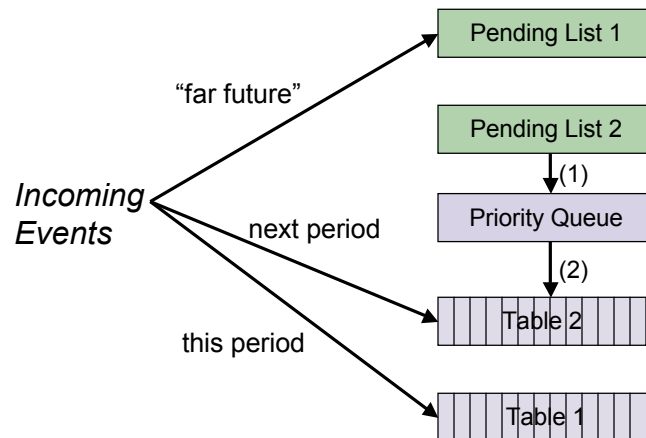 Pending List 1
“far future”
Pending List 2
(1)
Incoming
Events
Priority Queue
next period
(2)
Table 2
this period
Table 1